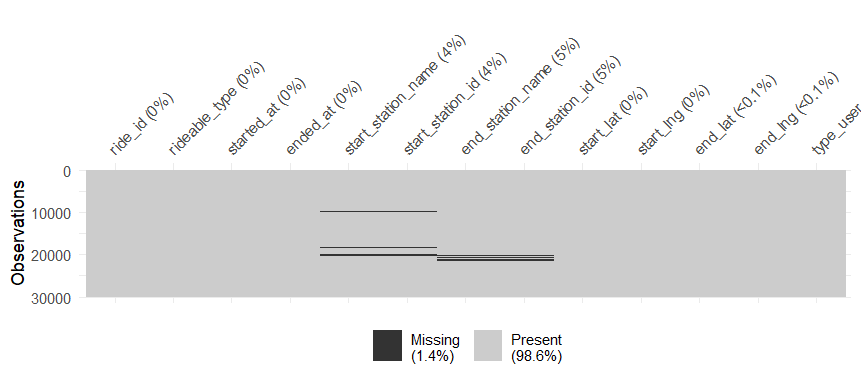 ride_id (0%)
rideable_type (0%)
started_at (0%)
ended_at (0%)
start_station_name (4%)
start_station_id (4%)
end_station_name (5%)
end_station_id (5%)
start_lat (0%)
start_lng (0%)
end_lat (<0.1%)
end_lng (<0.1%)
type_user
Observations
0
10000
20000
30000
Missing
(1.4%)
Present
(98.6%)